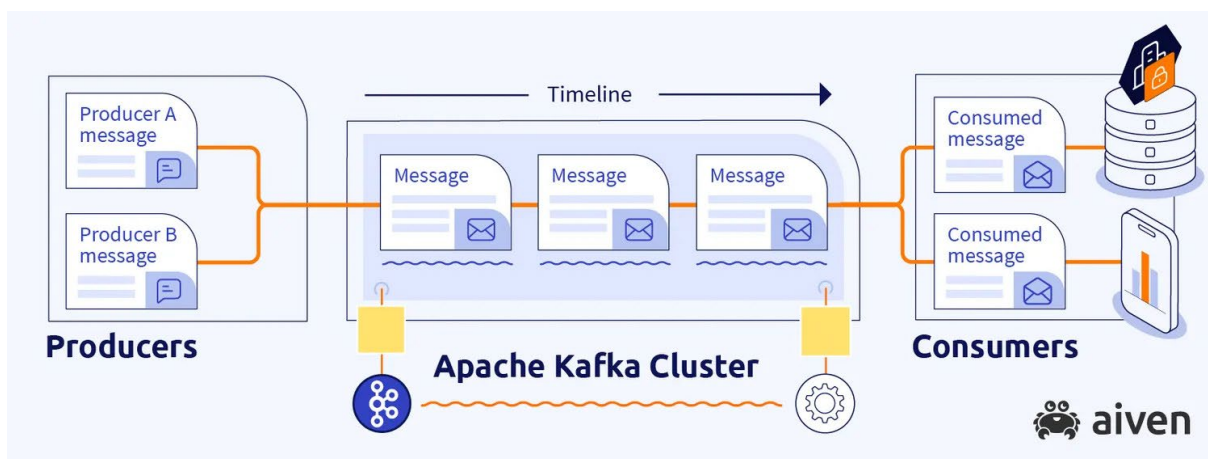 Timeline
Producer A
message
Producer B
message
Producers
Message
Message
Message
Apache Kafka Cluster
Consumed
message
Consumed
message
Consumers
aiven